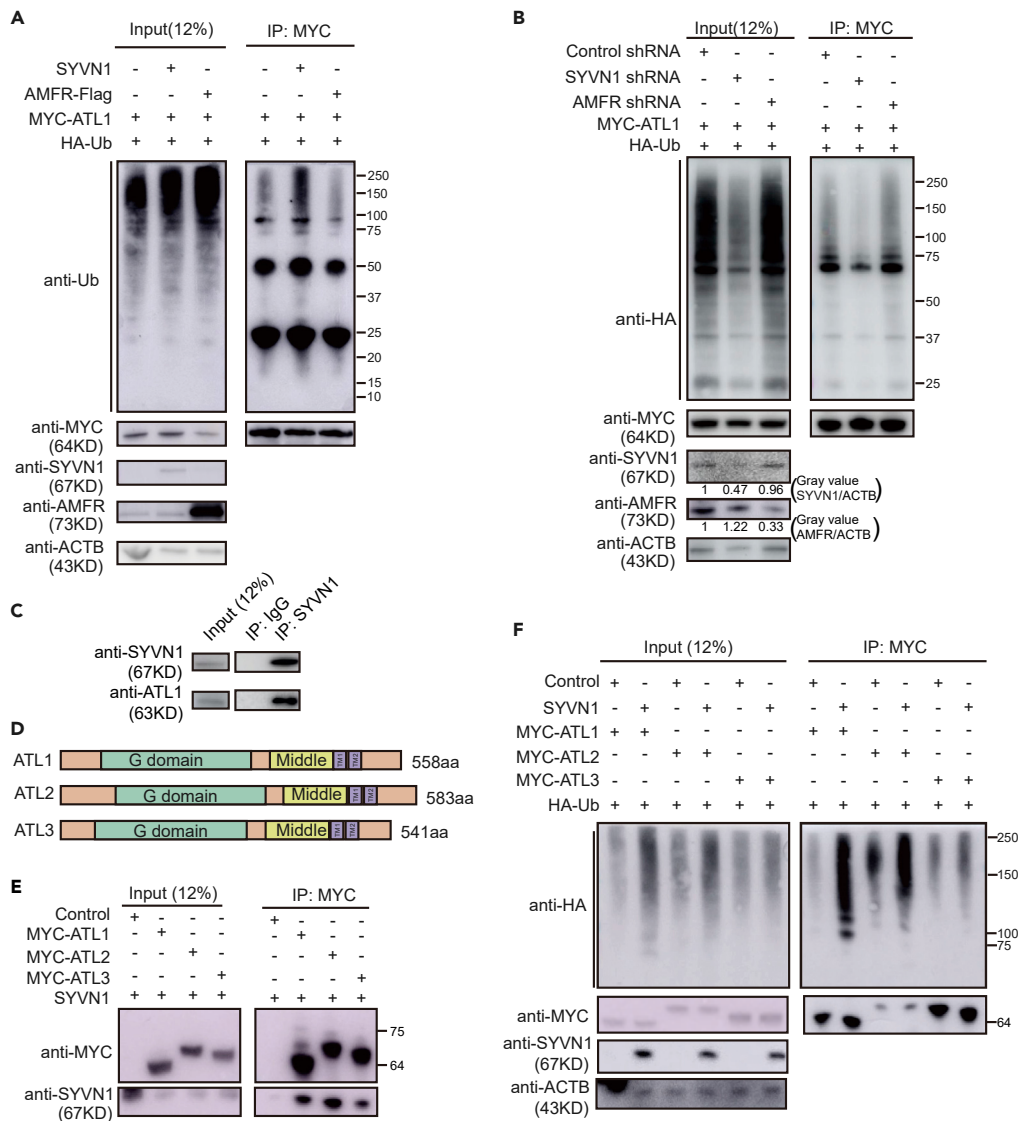 A
Input(12%) IP: MYC
SYVN1 - + - - + -
AMFR-Flag - - + - - +
MYC-ATL1 + + + + + +
HA-Ub + + + + + +
anti-Ub
250
150
100
75
50
37
25
20
15
10
anti-MYC
(64KD)
anti-SYVN1
(67KD)
anti-AMFR
(73KD)
anti-ACTB
(43KD)
B
Input(12%) IP: MYC
Control shRNA + - - + - -
SYVN1 shRNA - + - - + -
AMFR shRNA - - + - - +
MYC-ATL1 + + + + + +
HA-Ub + + + + + +
anti-HA
250
150
100
75
50
37
25
anti-MYC
(64KD)
anti-SYVN1
(67KD)
1 0.47 0.96 (Gray value SYVN1/ACTB)
anti-AMFR
(73KD)
1 1.22 0.33 (Gray value AMFR/ACTB)
anti-ACTB
(43KD)
C
Input (12%) IP: IgG IP: SYVN1
anti-SYVN1
(67KD)
anti-ATL1
(63KD)
D
ATL1 G domain Middle TM1 TM2 558aa
ATL2 G domain Middle TM1 TM2 583aa
ATL3 G domain Middle TM1 TM2 541aa
E
Input (12%) IP: MYC
Control + - - - + - - -
MYC-ATL1 - + - - - + - -
MYC-ATL2 - - + - - - + -
MYC-ATL3 - - - + - - - +
SYVN1 + + + + + + + +
anti-MYC
75
64
anti-SYVN1
(67KD)
F
Input (12%) IP: MYC
Control + - + - + - + - + - + -
SYVN1 - + - + - + - + - + - +
MYC-ATL1 + + - - - - + + - - - -
MYC-ATL2 - - + + - - - - + + - -
MYC-ATL3 - - - - + + - - - - + +
HA-Ub + + + + + + + + + + + +
anti-HA
250
150
100
75
anti-MYC
64
anti-SYVN1
(67KD)
anti-ACTB
(43KD)